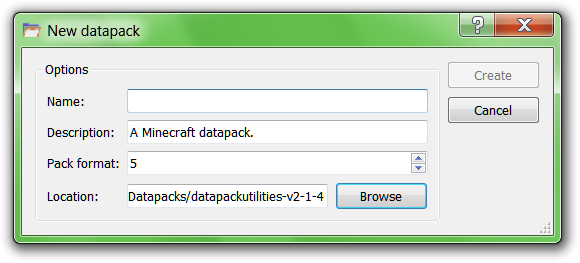 New datapack
Options
Name:
Create
Description: A Minecraft datapack.
Cancel
Pack format: 5
Location: Datapacks/datapackutilities-v2-1-4 Browse